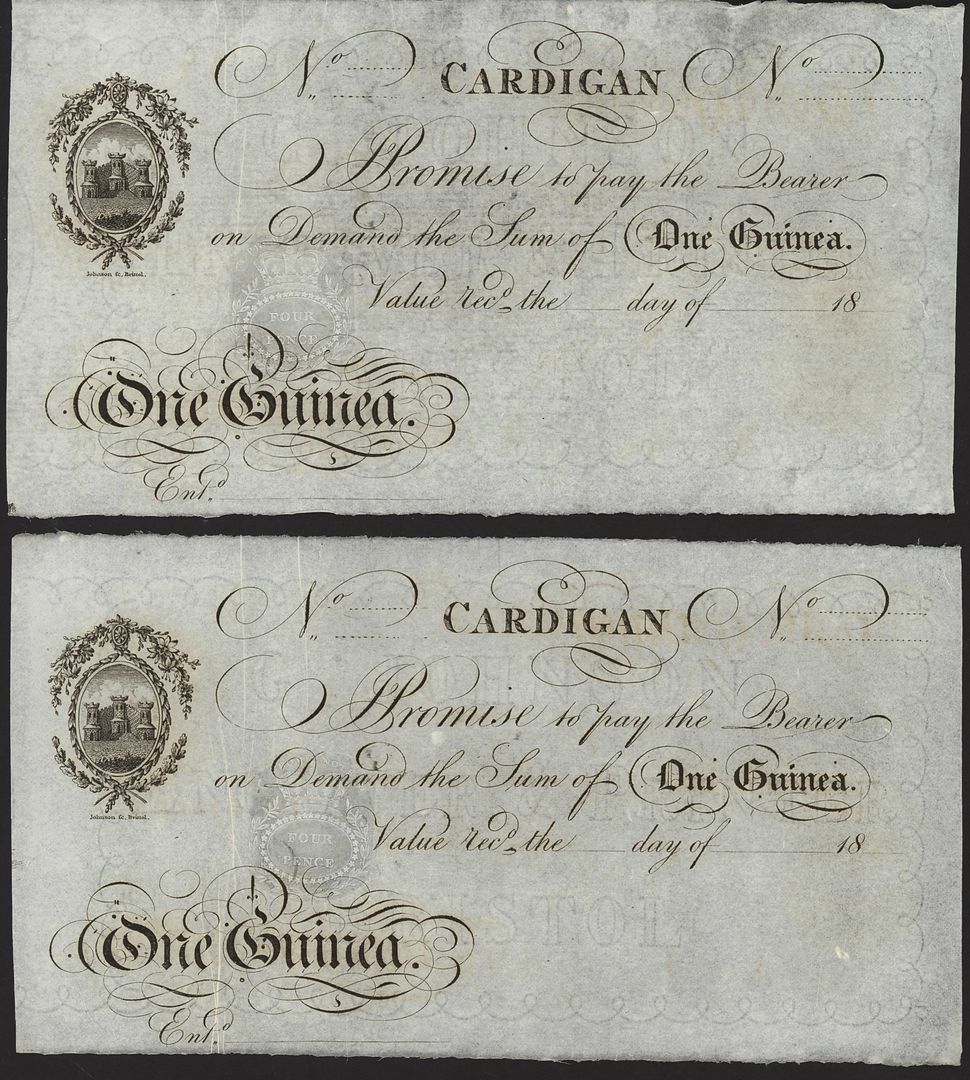 No CARDIGAN No
I Promise to pay the Bearer
on Demand the Sum of One Guinea.
Johnson sc, Bristol.
Value recd. the day of 18
FOUR
PENCE
One Guinea.
Entd.
No CARDIGAN No
I Promise to pay the Bearer
on Demand the Sum of One Guinea.
Johnson sc, Bristol.
Value recd. the day of 18
FOUR
PENCE
One Guinea.
Entd.